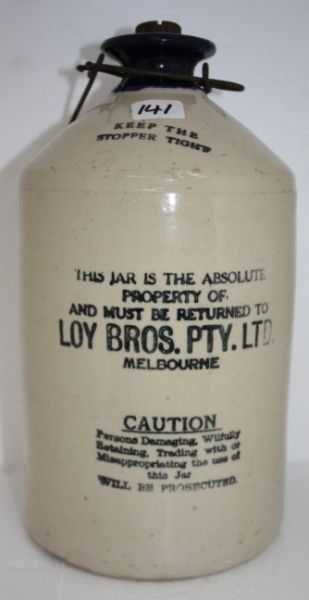 141
KEEP THE
STOPPER TIGHT
THIS JAR IS THE ABSOLUTE
PROPERTY OF.
AND MUST BE RETURNED TO
LOY BROS. PTY. LTD.
MELBOURNE
CAUTION
Persons Damaging, Wilfully
Retaining, Trading with or
Misappropriating the use of
this Jar
WILL BE PROSECUTED.